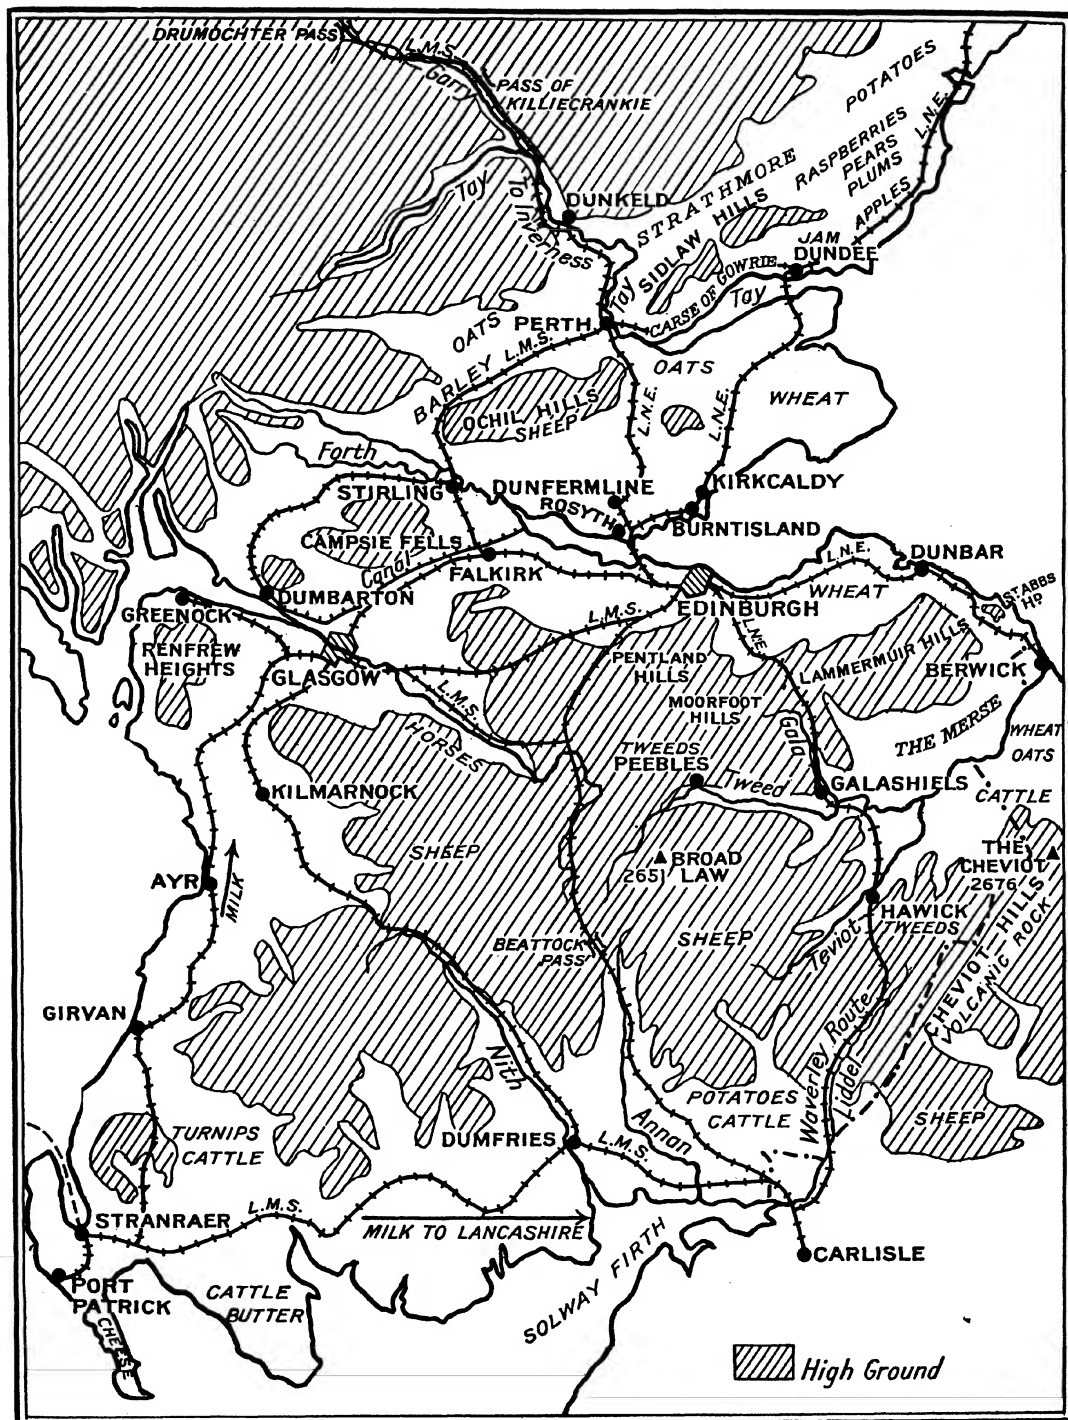 DRUMOCHTER PASS
L.M.S.
Garry
PASS OF
KILLIECRANKIE
POTATOES
L.N.E.
RASPBERRIES
PEARS
PLUMS
APPLES
STRATHMORE
Tay
To Inverness
DUNKELD
SIDLAW HILLS
JAM
DUNDEE
Tay
CARSE OF GOWRIE
Tay
OATS
PERTH
BARLEY
L.M.S.
OATS
WHEAT
OCHIL HILLS
SHEEP
L.N.E.
L.N.E.
Forth
STIRLING
DUNFERMLINE
KIRKCALDY
ROSYTH
BURNTISLAND
CAMPSIE FELLS
Canal
FALKIRK
L.N.E.
DUNBAR
WHEAT
STABBS
HD
DUMBARTON
GREENOCK
EDINBURGH
L.M.S.
L.N.E.
RENFREW
HEIGHTS
GLASGOW
PENTLAND
HILLS
LAMMERMUIR HILLS
BERWICK
L.M.S.
MOORFOOT
HILLS
HORSES
Gala
THE MERSE
WHEAT
OATS
TWEEDS
PEEBLES
Tweed
GALASHIELS
KILMARNOCK
CATTLE
SHEEP
BROAD
LAW
2651
THE
CHEVIOT
2676
AYR
MILK
HAWICK
TWEEDS
BEATTOCK
PASS
SHEEP
Teviot
CHEVIOT HILLS
VOLCANIC ROCK
GIRVAN
Nith
Waverley Route
Liddel
POTATOES
CATTLE
SHEEP
TURNIPS
CATTLE
DUMFRIES
L.M.S.
Annan
STRANRAER
L.M.S.
MILK TO LANCASHIRE
CARLISLE
PORT
PATRICK
CATTLE
BUTTER
CHEESE
SOLWAY FIRTH
High Ground